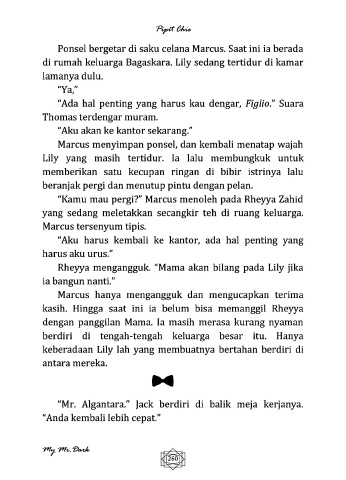 Pipit Chie
Ponsel bergetar di saku celana Marcus. Saat ini ia berada
di rumah keluarga Bagaskara. Lily sedang tertidur di kamar
lamanya dulu.
“Ya,”
“Ada hal penting yang harus kau dengar, Figlio.” Suara
Thomas terdengar muram.
“Aku akan ke kantor sekarang.”
Marcus menyimpan ponsel, dan kembali menatap wajah
Lily yang masih tertidur. Ia lalu membungkuk untuk
memberikan satu kecupan ringan di bibir istrinya lalu
beranjak pergi dan menutup pintu dengan pelan.
“Kamu mau pergi?” Marcus menoleh pada Rheyya Zahid
yang sedang meletakkan secangkir teh di ruang keluarga.
Marcus tersenyum tipis.
“Aku harus kembali ke kantor, ada hal penting yang
harus aku urus.”
Rheyya mengangguk. “Mama akan bilang pada Lily jika
ia bangun nanti.”
Marcus hanya mengangguk dan mengucapkan terima
kasih. Hingga saat ini ia belum bisa memanggil Rheyya
dengan panggilan Mama. Ia masih merasa kurang nyaman
berdiri di tengah-tengah keluarga besar itu. Hanya
keberadaan Lily lah yang membuatnya bertahan berdiri di
antara mereka.
“Mr. Algantara.” Jack berdiri di balik meja kerjanya.
“Anda kembali lebih cepat.”
My Mr.Dark
260